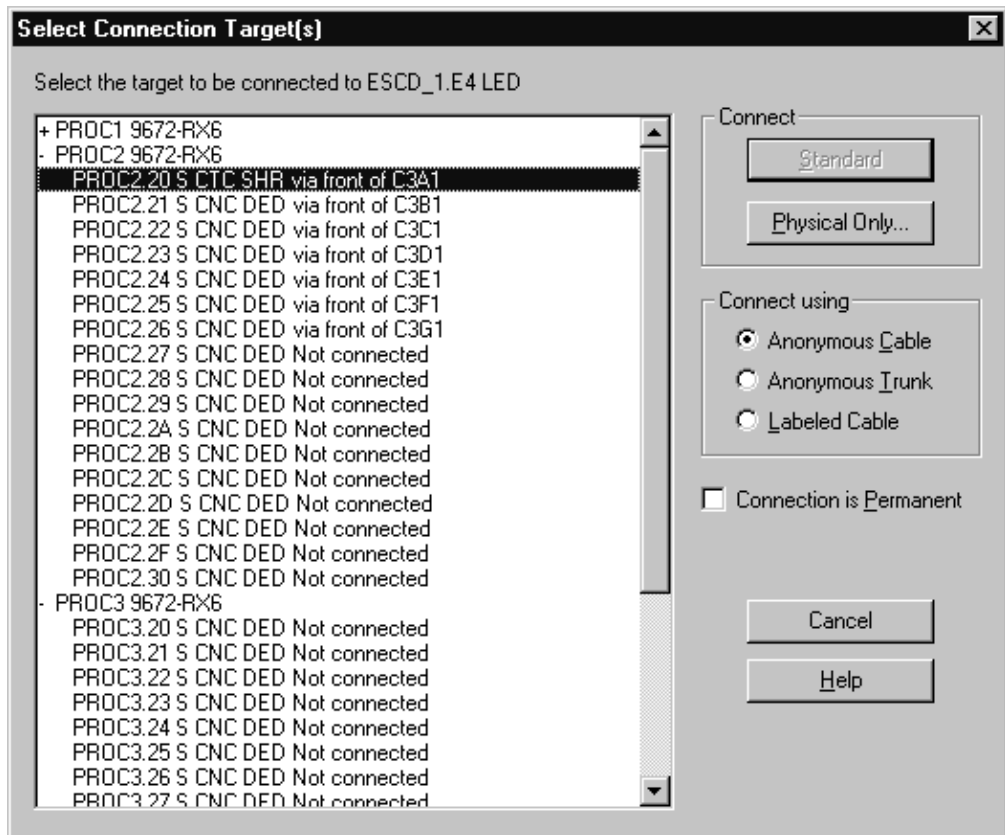 Select Connection Target(s)
Select the target to be connected to ESCD_1.E4 LED
+ PROC1 9672-RX6
- PROC2 9672-RX6
PROC2.20 S CTC SHR via front of C3A1
PROC2.21 S CNC DED via front of C3B1
PROC2.22 S CNC DED via front of C3C1
PROC2.23 S CNC DED via front of C3D1
PROC2.24 S CNC DED via front of C3E1
PROC2.25 S CNC DED via front of C3F1
PROC2.26 S CNC DED via front of C3G1
PROC2.27 S CNC DED Not connected
PROC2.28 S CNC DED Not connected
PROC2.29 S CNC DED Not connected
PROC2.2A S CNC DED Not connected
PROC2.2B S CNC DED Not connected
PROC2.2C S CNC DED Not connected
PROC2.2D S CNC DED Not connected
PROC2.2E S CNC DED Not connected
PROC2.2F S CNC DED Not connected
PROC2.30 S CNC DED Not connected
- PROC3 9672-RX6
PROC3.20 S CNC DED Not connected
PROC3.21 S CNC DED Not connected
PROC3.22 S CNC DED Not connected
PROC3.23 S CNC DED Not connected
PROC3.24 S CNC DED Not connected
PROC3.25 S CNC DED Not connected
PROC3.26 S CNC DED Not connected
PROC3.27 S CNC DED Not connected
Connect
Standard
Physical Only...
Connect using
Anonymous Cable
Anonymous Trunk
Labeled Cable
Connection is Permanent
Cancel
Help